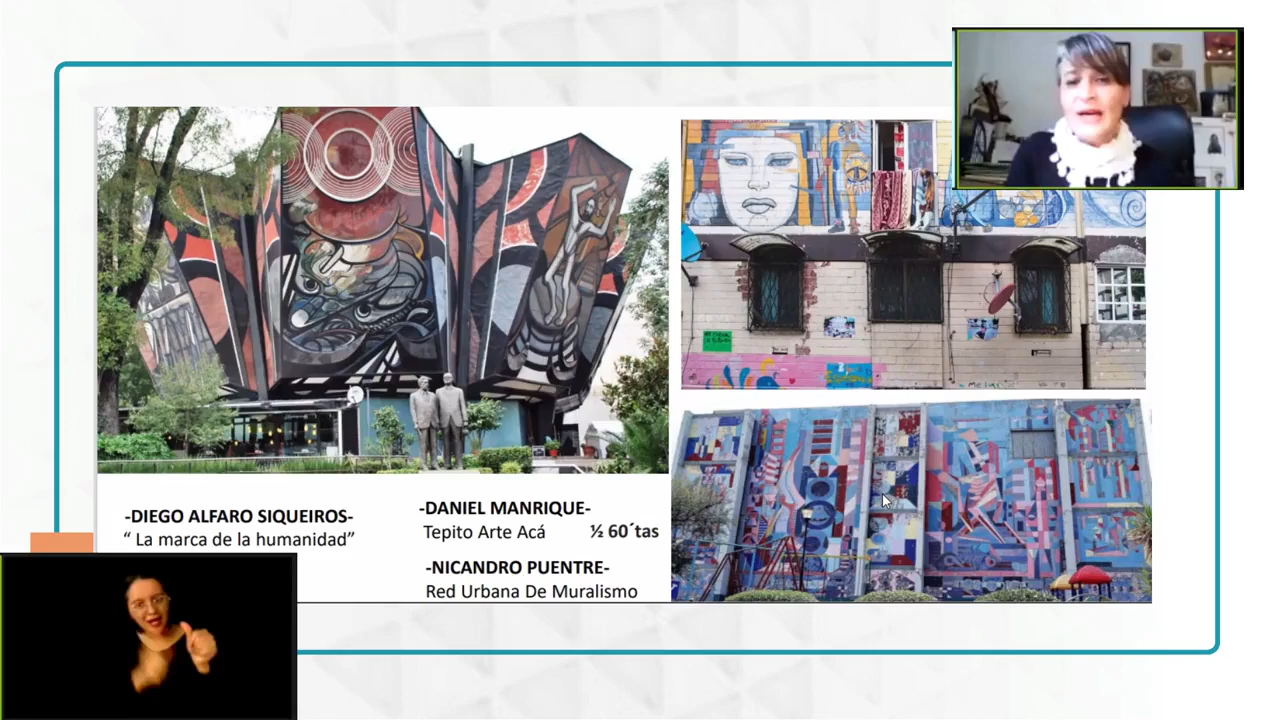 -DIEGO ALFARO SIQUEIROS-
“ La marca de la humanidad”
-DANIEL MANRIQUE-
Tepito Arte Acá
½ 60´tas
-NICANDRO PUENTRE-
Red Urbana De Muralismo